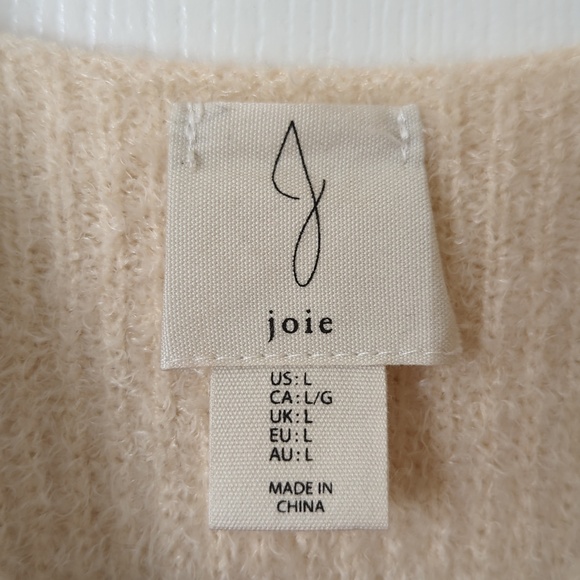 J
joie
US: L
CA: L/G
UK: L
EU: L
AU: L
MADE IN
CHINA